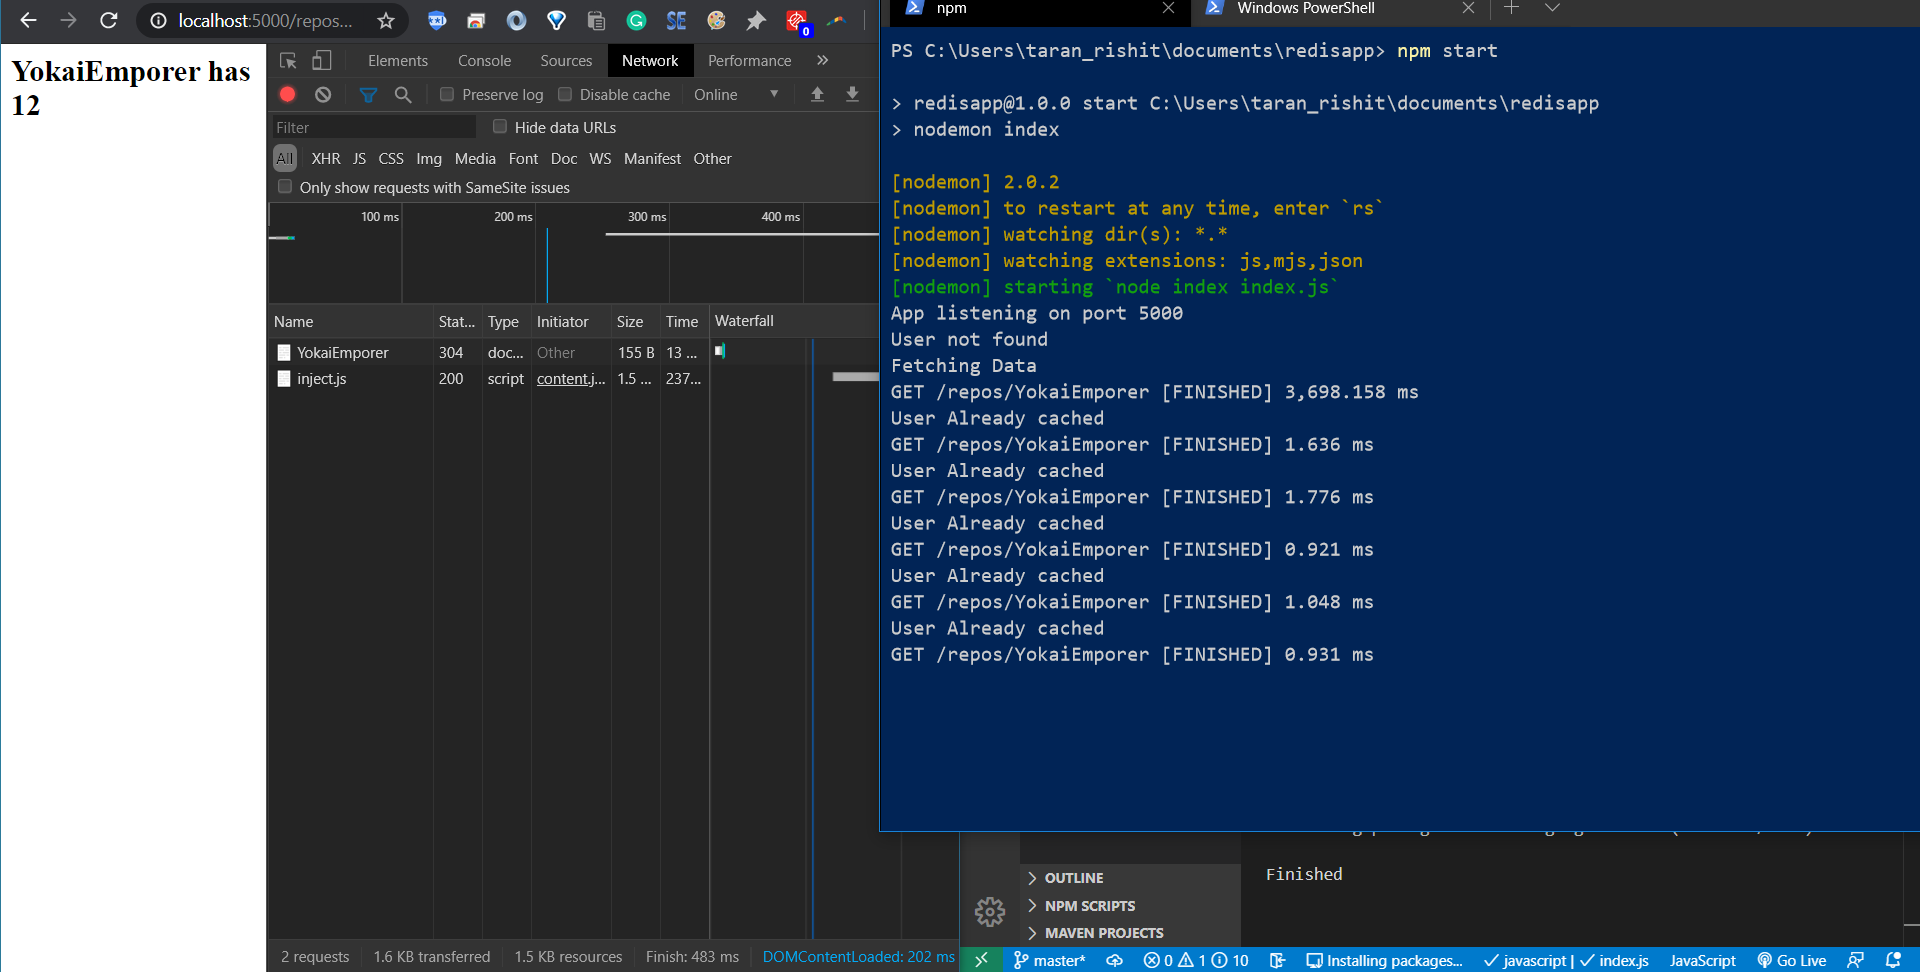 localhost:5000/repos...
0
YokaiEmporer has
12
Elements Console Sources Network Performance »
Preserve log Disable cache Online
Filter Hide data URLs
All XHR JS CSS Img Media Font Doc WS Manifest Other
Only show requests with SameSite issues
100 ms 200 ms 300 ms 400 ms
Name Stat... Type Initiator Size Time Waterfall
YokaiEmporer 304 doc... Other 155 B 13 ...
inject.js 200 script content.j... 1.5 ... 237...
2 requests 1.6 KB transferred 1.5 KB resources Finish: 483 ms DOMContentLoaded: 202 ms
npm Windows PowerShell
PS C:\Users\taran_rishit\documents\redisapp> npm start
> redisapp@1.0.0 start C:\Users\taran_rishit\documents\redisapp
> nodemon index
[nodemon] 2.0.2
[nodemon] to restart at any time, enter `rs`
[nodemon] watching dir(s): *.*
[nodemon] watching extensions: js,mjs,json
[nodemon] starting `node index index.js`
App listening on port 5000
User not found
Fetching Data
GET /repos/YokaiEmporer [FINISHED] 3,698.158 ms
User Already cached
GET /repos/YokaiEmporer [FINISHED] 1.636 ms
User Already cached
GET /repos/YokaiEmporer [FINISHED] 1.776 ms
User Already cached
GET /repos/YokaiEmporer [FINISHED] 0.921 ms
User Already cached
GET /repos/YokaiEmporer [FINISHED] 1.048 ms
User Already cached
GET /repos/YokaiEmporer [FINISHED] 0.931 ms
OUTLINE
NPM SCRIPTS
MAVEN PROJECTS
Finished
master* 0 1 10 Installing packages... javascript | index.js JavaScript Go Live